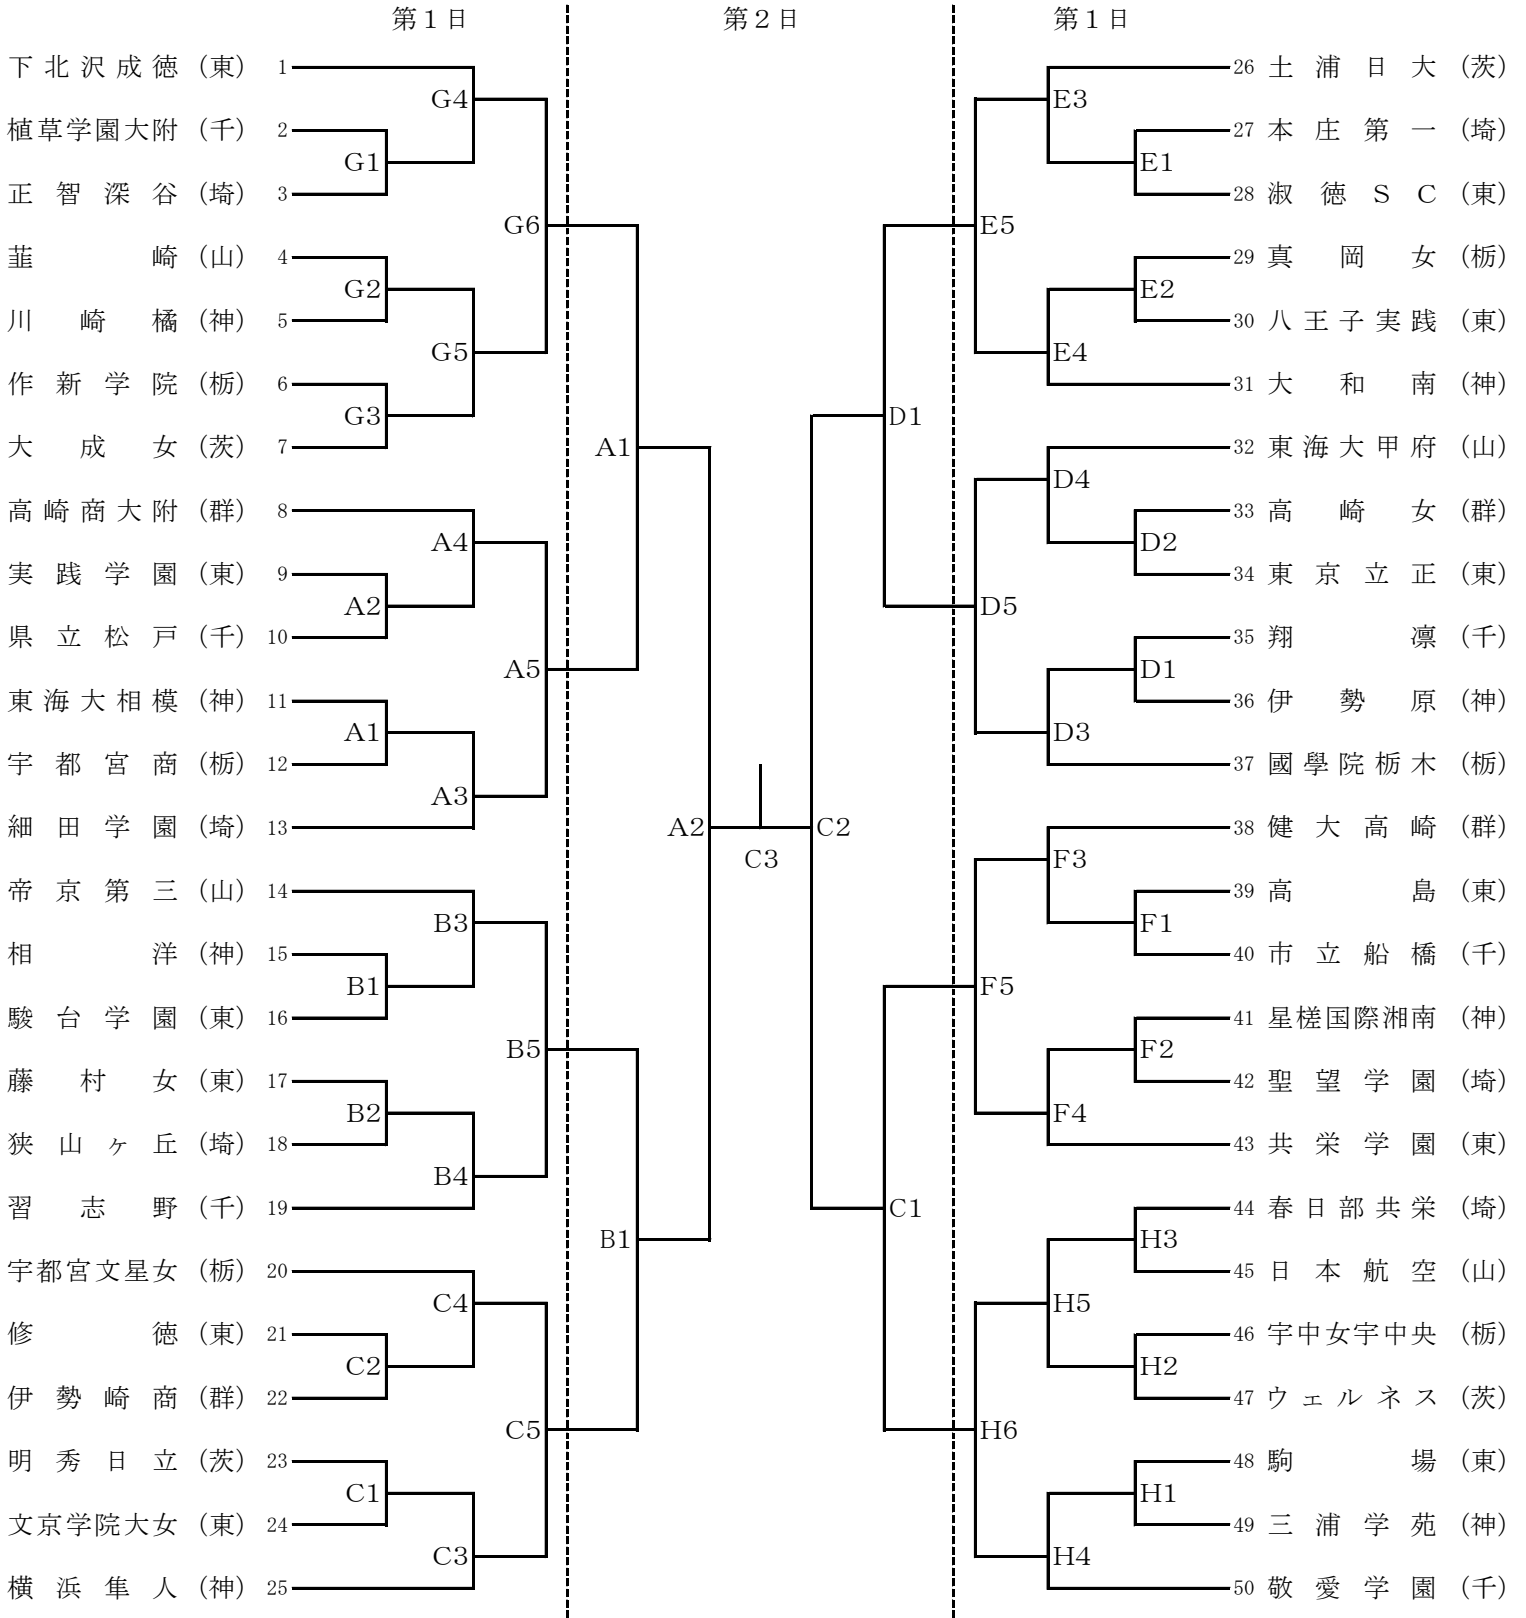 第1日 第2日 第1日
下北沢成徳（東） 1
G4
植草学園大附（千） 2
G1
正智深谷（埼） 3
G6
韮崎（山） 4
G2
川崎橘（神） 5
G5
作新学院（栃） 6
G3
大成女（茨） 7
A1
高崎商大附（群） 8
A4
実践学園（東） 9
A2
県立松戸（千） 10
A5
東海大相模（神） 11
A1
宇都宮商（栃） 12
A3
細田学園（埼） 13
A2
帝京第三（山） 14
B3
相洋（神） 15
B1
駿台学園（東） 16
B5
藤村女（東） 17
B2
狭山ヶ丘（埼） 18
B4
習志野（千） 19
B1
宇都宮文星女（栃） 20
C4
修徳（東） 21
C2
伊勢崎商（群） 22
C5
明秀日立（茨） 23
C1
文京学院大女（東） 24
C3
横浜隼人（神） 25
C3
26 土浦日大（茨）
E3
27 本庄第一（埼）
E1
28 淑徳SC（東）
E5
29 真岡女（栃）
E2
30 八王子実践（東）
E4
31 大和南（神）
D1
32 東海大甲府（山）
D4
33 高崎女（群）
D2
34 東京立正（東）
D5
35 翔凛（千）
D1
36 伊勢原（神）
D3
37 國學院栃木（栃）
C2
38 健大高崎（群）
F3
39 高島（東）
F1
40 市立船橋（千）
F5
41 星槎国際湘南（神）
F2
42 聖望学園（埼）
F4
43 共栄学園（東）
C1
44 春日部共栄（埼）
H3
45 日本航空（山）
H5
46 宇中女宇中央（栃）
H2
47 ウェルネス（茨）
H6
48 駒場（東）
H1
49 三浦学苑（神）
H4
50 敬愛学園（千）